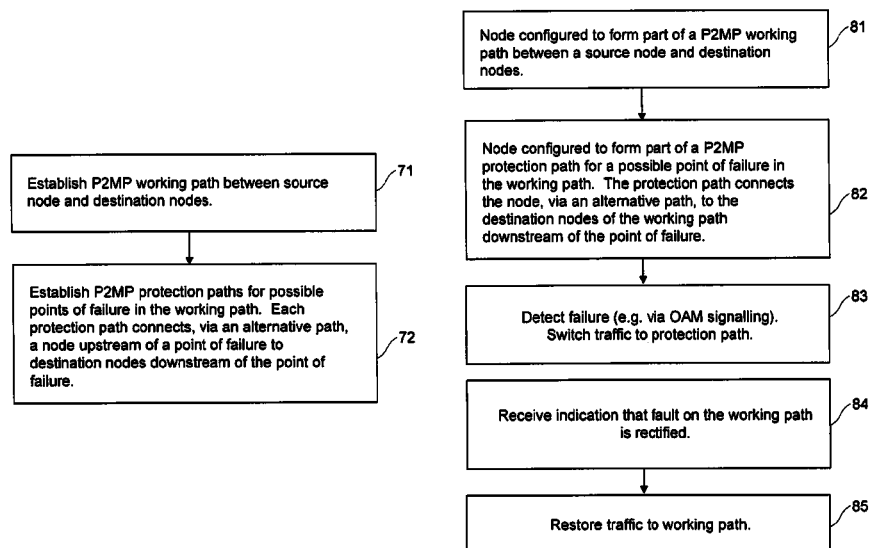 Establish P2MP working path between source
node and destination nodes.
71
Establish P2MP protection paths for possible
points of failure in the working path. Each
protection path connects, via an alternative path,
a node upstream of a point of failure to
destination nodes downstream of the point of
failure.
72
Node configured to form part of a P2MP working
path between a source node and destination
nodes.
81
Node configured to form part of a P2MP
protection path for a possible point of failure in
the working path. The protection path connects
the node, via an alternative path, to the
destination nodes of the working path
downstream of the point of failure.
82
Detect failure (e.g. via OAM signalling).
Switch traffic to protection path.
83
Receive indication that fault on the working path
is rectified.
84
Restore traffic to working path.
85